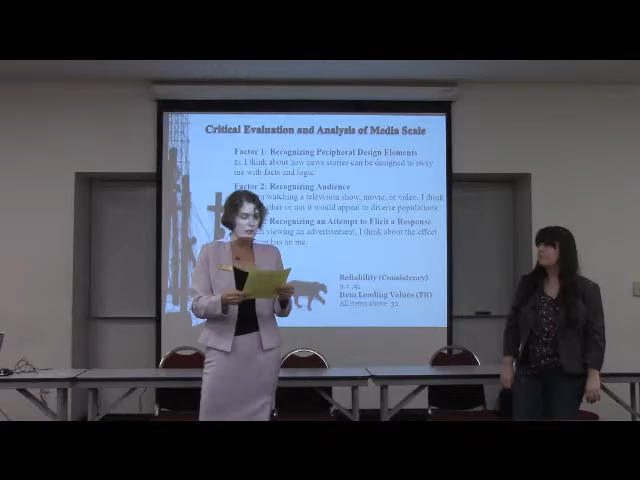 Critical Evaluation and Analysis of Media Scale
Factor 1: Recognizing Peripheral Design Elements
I think about how news stories can be designed to sway
me with facts and logic.
Factor 2: Recognizing Audience
watching a television show, movie, or video, I think
or not it would appeal to diverse populations.
Recognizing an Attempt to Elicit a Response
viewing an advertisement, I think about the effect
has on me.
Reliability (Consistency)
Item Loading Values (Fit)
All items above .32